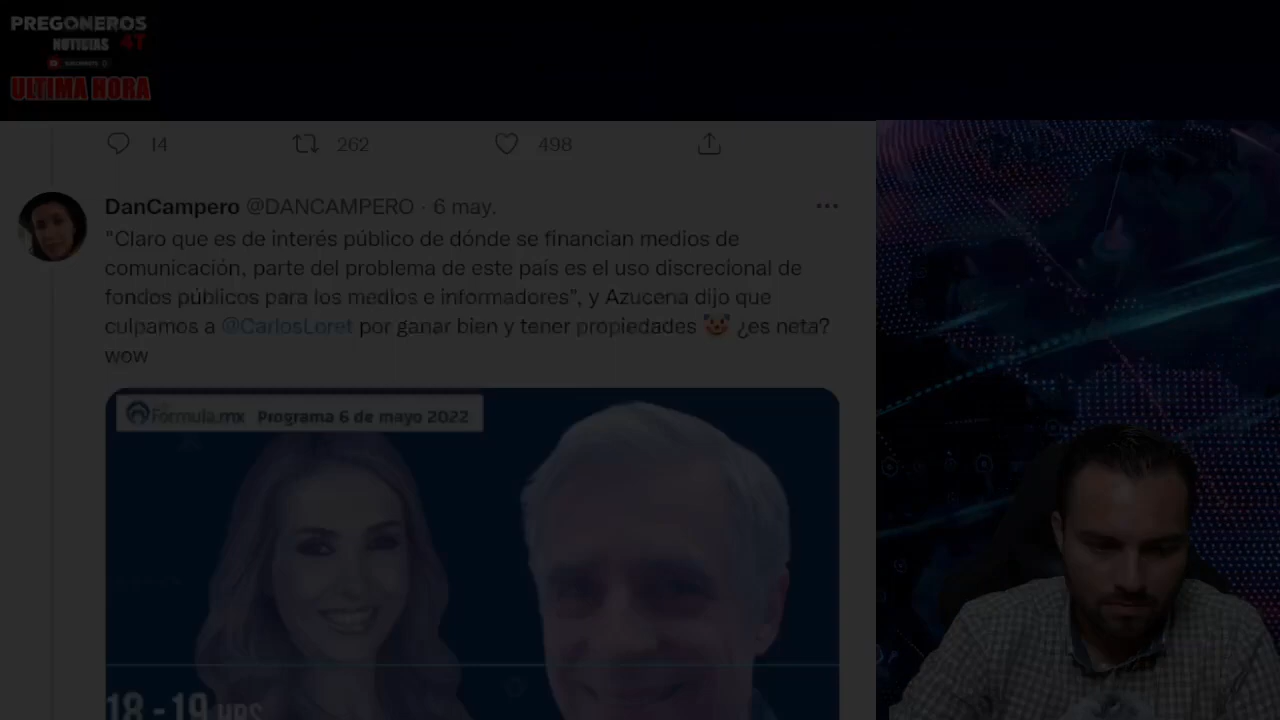 PREGONEROS
NOTICIAS 4T
ULTIMA HORA
14 262 498
DanCampero @DANCAMPERO · 6 may.
"Claro que es de interés público de dónde se financian medios de
comunicación, parte del problema de este país es el uso discrecional de
fondos públicos para los medios e informadores", y Azucena dijo que
culpamos a @CarlosLoret por ganar bien y tener propiedades 🤡 ¿es neta?
wow
Fórmula.mx Programa 6 de mayo 2022
18 - 19 HRS